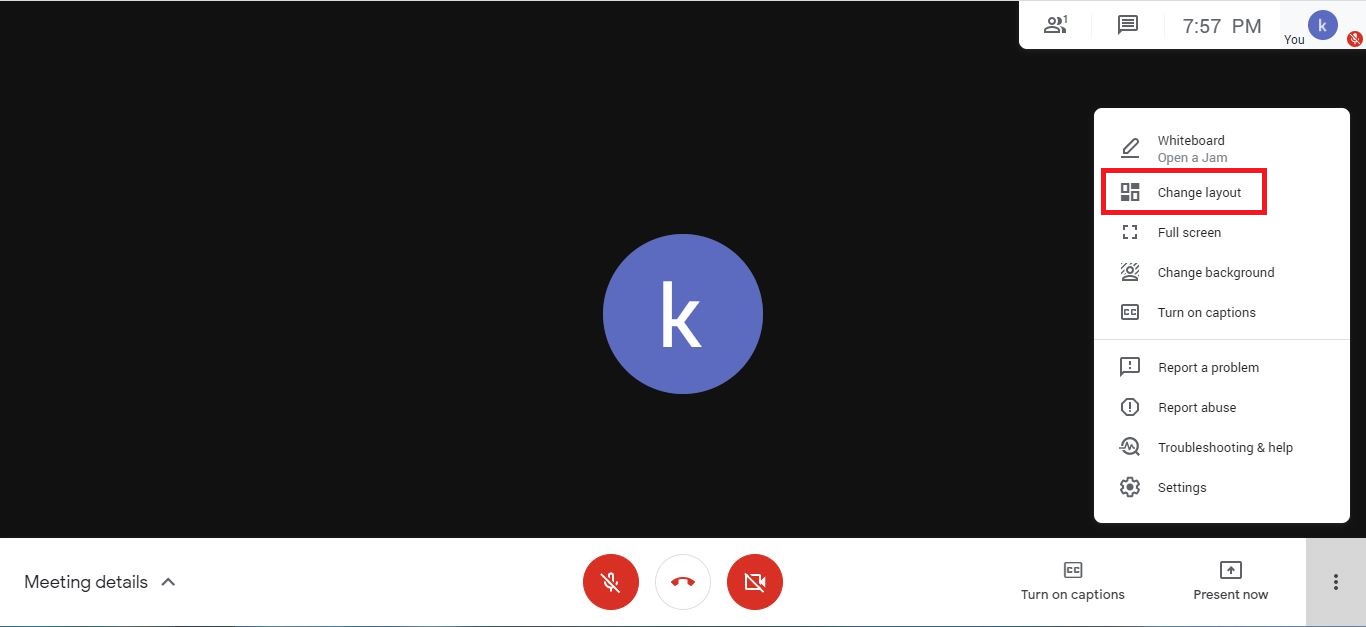 1
7:57 PM
You
k
Whiteboard
Open a Jam
Change layout
Full screen
Change background
Turn on captions
k
Report a problem
Report abuse
Troubleshooting & help
Settings
Meeting details
Turn on captions
Present now